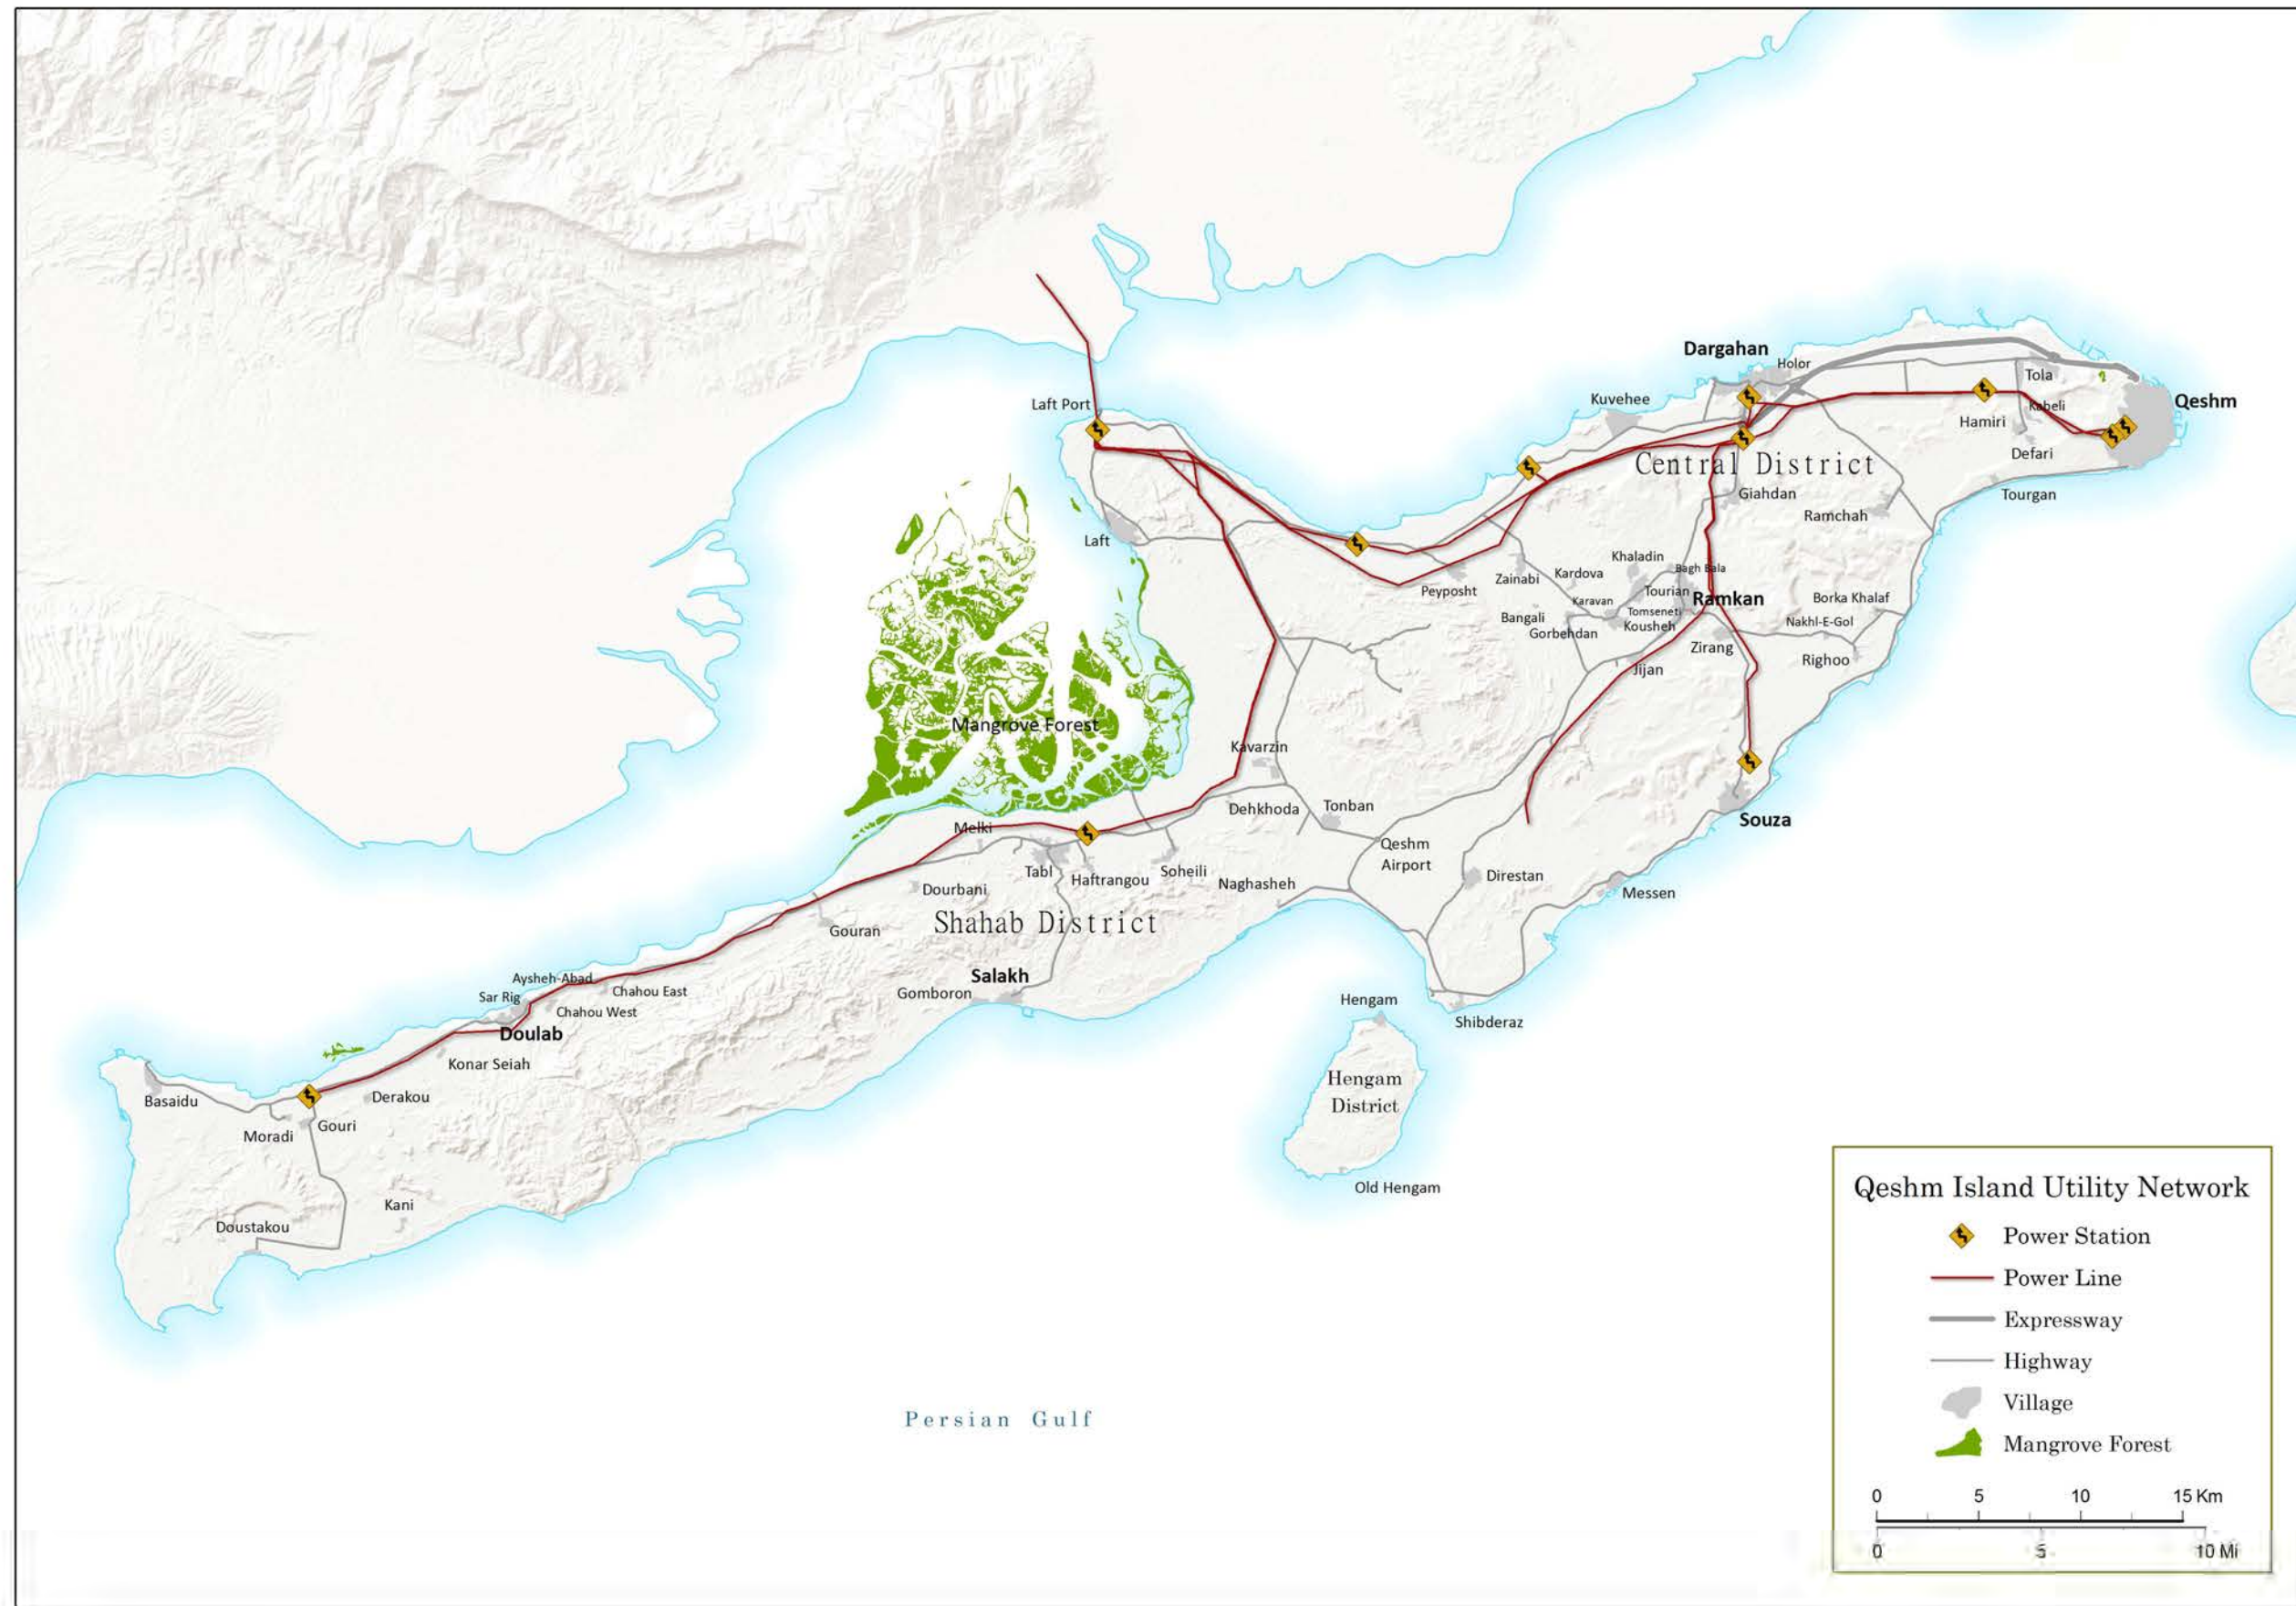 Dargahan
Holor
Tola
Kuvehee
Qeshm
Laft Port
Kabeli
Hamiri
Defari
Central District
Giahdan
Tourgan
Ramchah
Laft
Khaladin
Bagh Bala
Kardova
Zainabi
Peyposht
Tourian
Ramkan
Borka Khalaf
Karavan
Tomseneti
Bangali
Kousheh
Nakhl-E-Gol
Gorbehdan
Zirang
Righoo
Jijan
Mangrove Forest
Kavarzin
Dehkhoda
Tonban
Souza
Melki
Qeshm
Airport
Tabl
Haftrangou
Soheili
Naghasheh
Direstan
Dourbani
Messen
Shahab District
Gouran
Salakh
Aysheh-Abad
Chahou East
Gomboron
Sar Rig
Hengam
Chahou West
Shibderaz
Doulab
Konar Seiah
Hengam
District
Derakou
Basaidu
Gouri
Moradi
Old Hengam
Kani
Doustakou
Persian Gulf
Qeshm Island Utility Network
Power Station
Power Line
Expressway
Highway
Village
Mangrove Forest
0 5 10 15 Km
0 5 10 Mi